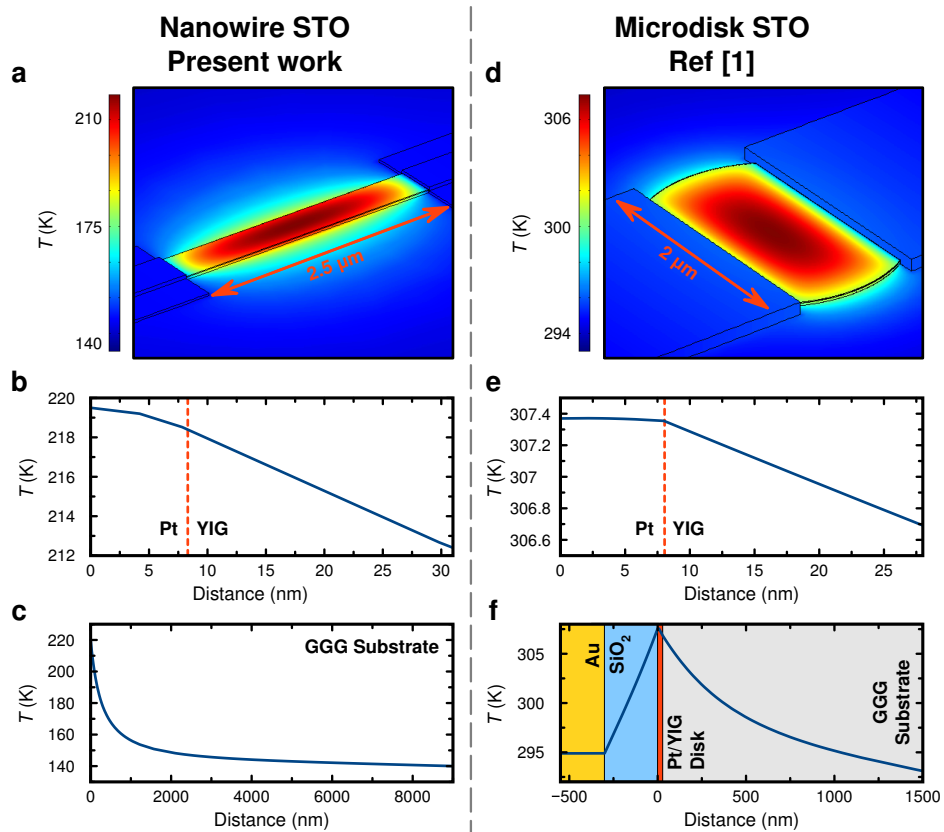 Nanowire STO
Present work
Microdisk STO
Ref [1]
a
210
175
140
T (K)
2.5 µm
d
306
300
294
T (K)
2 µm
b
220
218
216
214
212
T (K)
Pt
YIG
0
5
10
15
20
25
30
Distance (nm)
e
307.4
307.2
307
306.8
306.6
T (K)
Pt
YIG
0
5
10
15
20
25
Distance (nm)
c
220
200
180
160
140
T (K)
GGG Substrate
0
2000
4000
6000
8000
Distance (nm)
f
305
300
295
T (K)
Au
SiO2
Pt/YIG
Disk
GGG
Substrate
−500
0
500
1000
1500
Distance (nm)